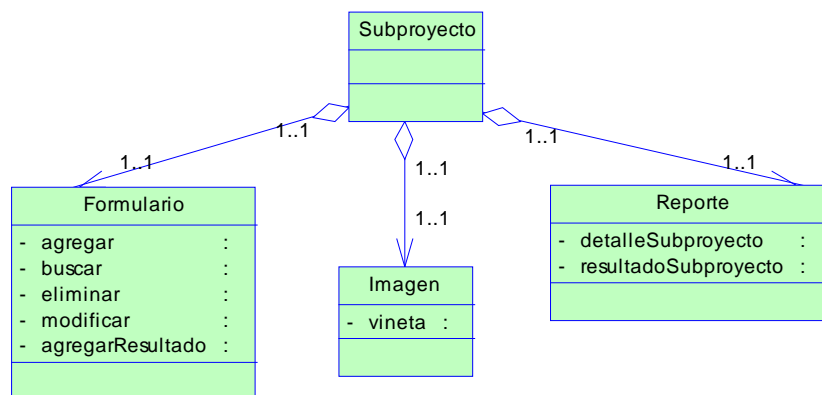 Subproyecto
1..1
1..1
1..1
1..1
1..1
1..1
Formulario
- agregar :
- buscar :
- eliminar :
- modificar :
- agregarResultado :
Imagen
- vineta :
Reporte
- detalleSubproyecto :
- resultadoSubproyecto :